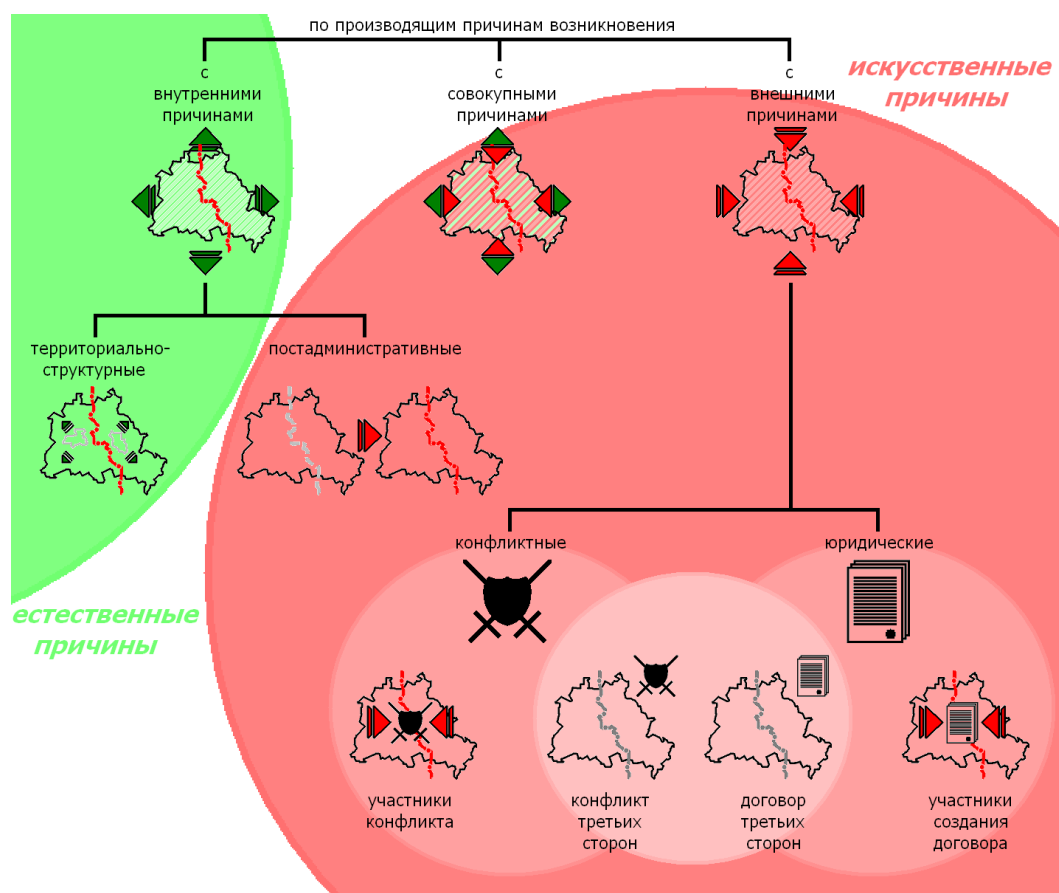 по производящим причинам возникновения
с
внутренними
причинами
с
совокупными
причинами
с
внешними
причинами
искусственные
причины
территориально-
структурные
постадминистративные
конфликтные
юридические
естественные
причины
участники
конфликта
конфликт
третьих
сторон
договор
третьих
сторон
участники
создания
договора